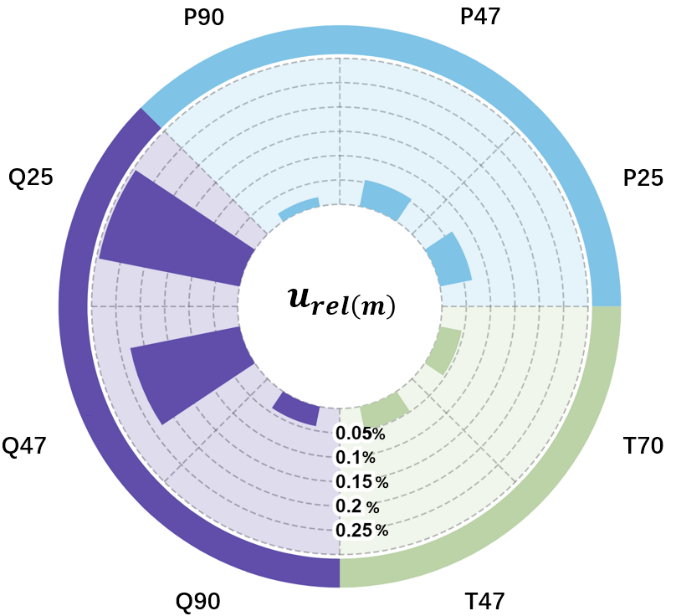 P90
P47
Q25
P25
u_rel(m)
0.05%
0.1%
0.15 %
0.2 %
0.25 %
Q47
T70
Q90
T47